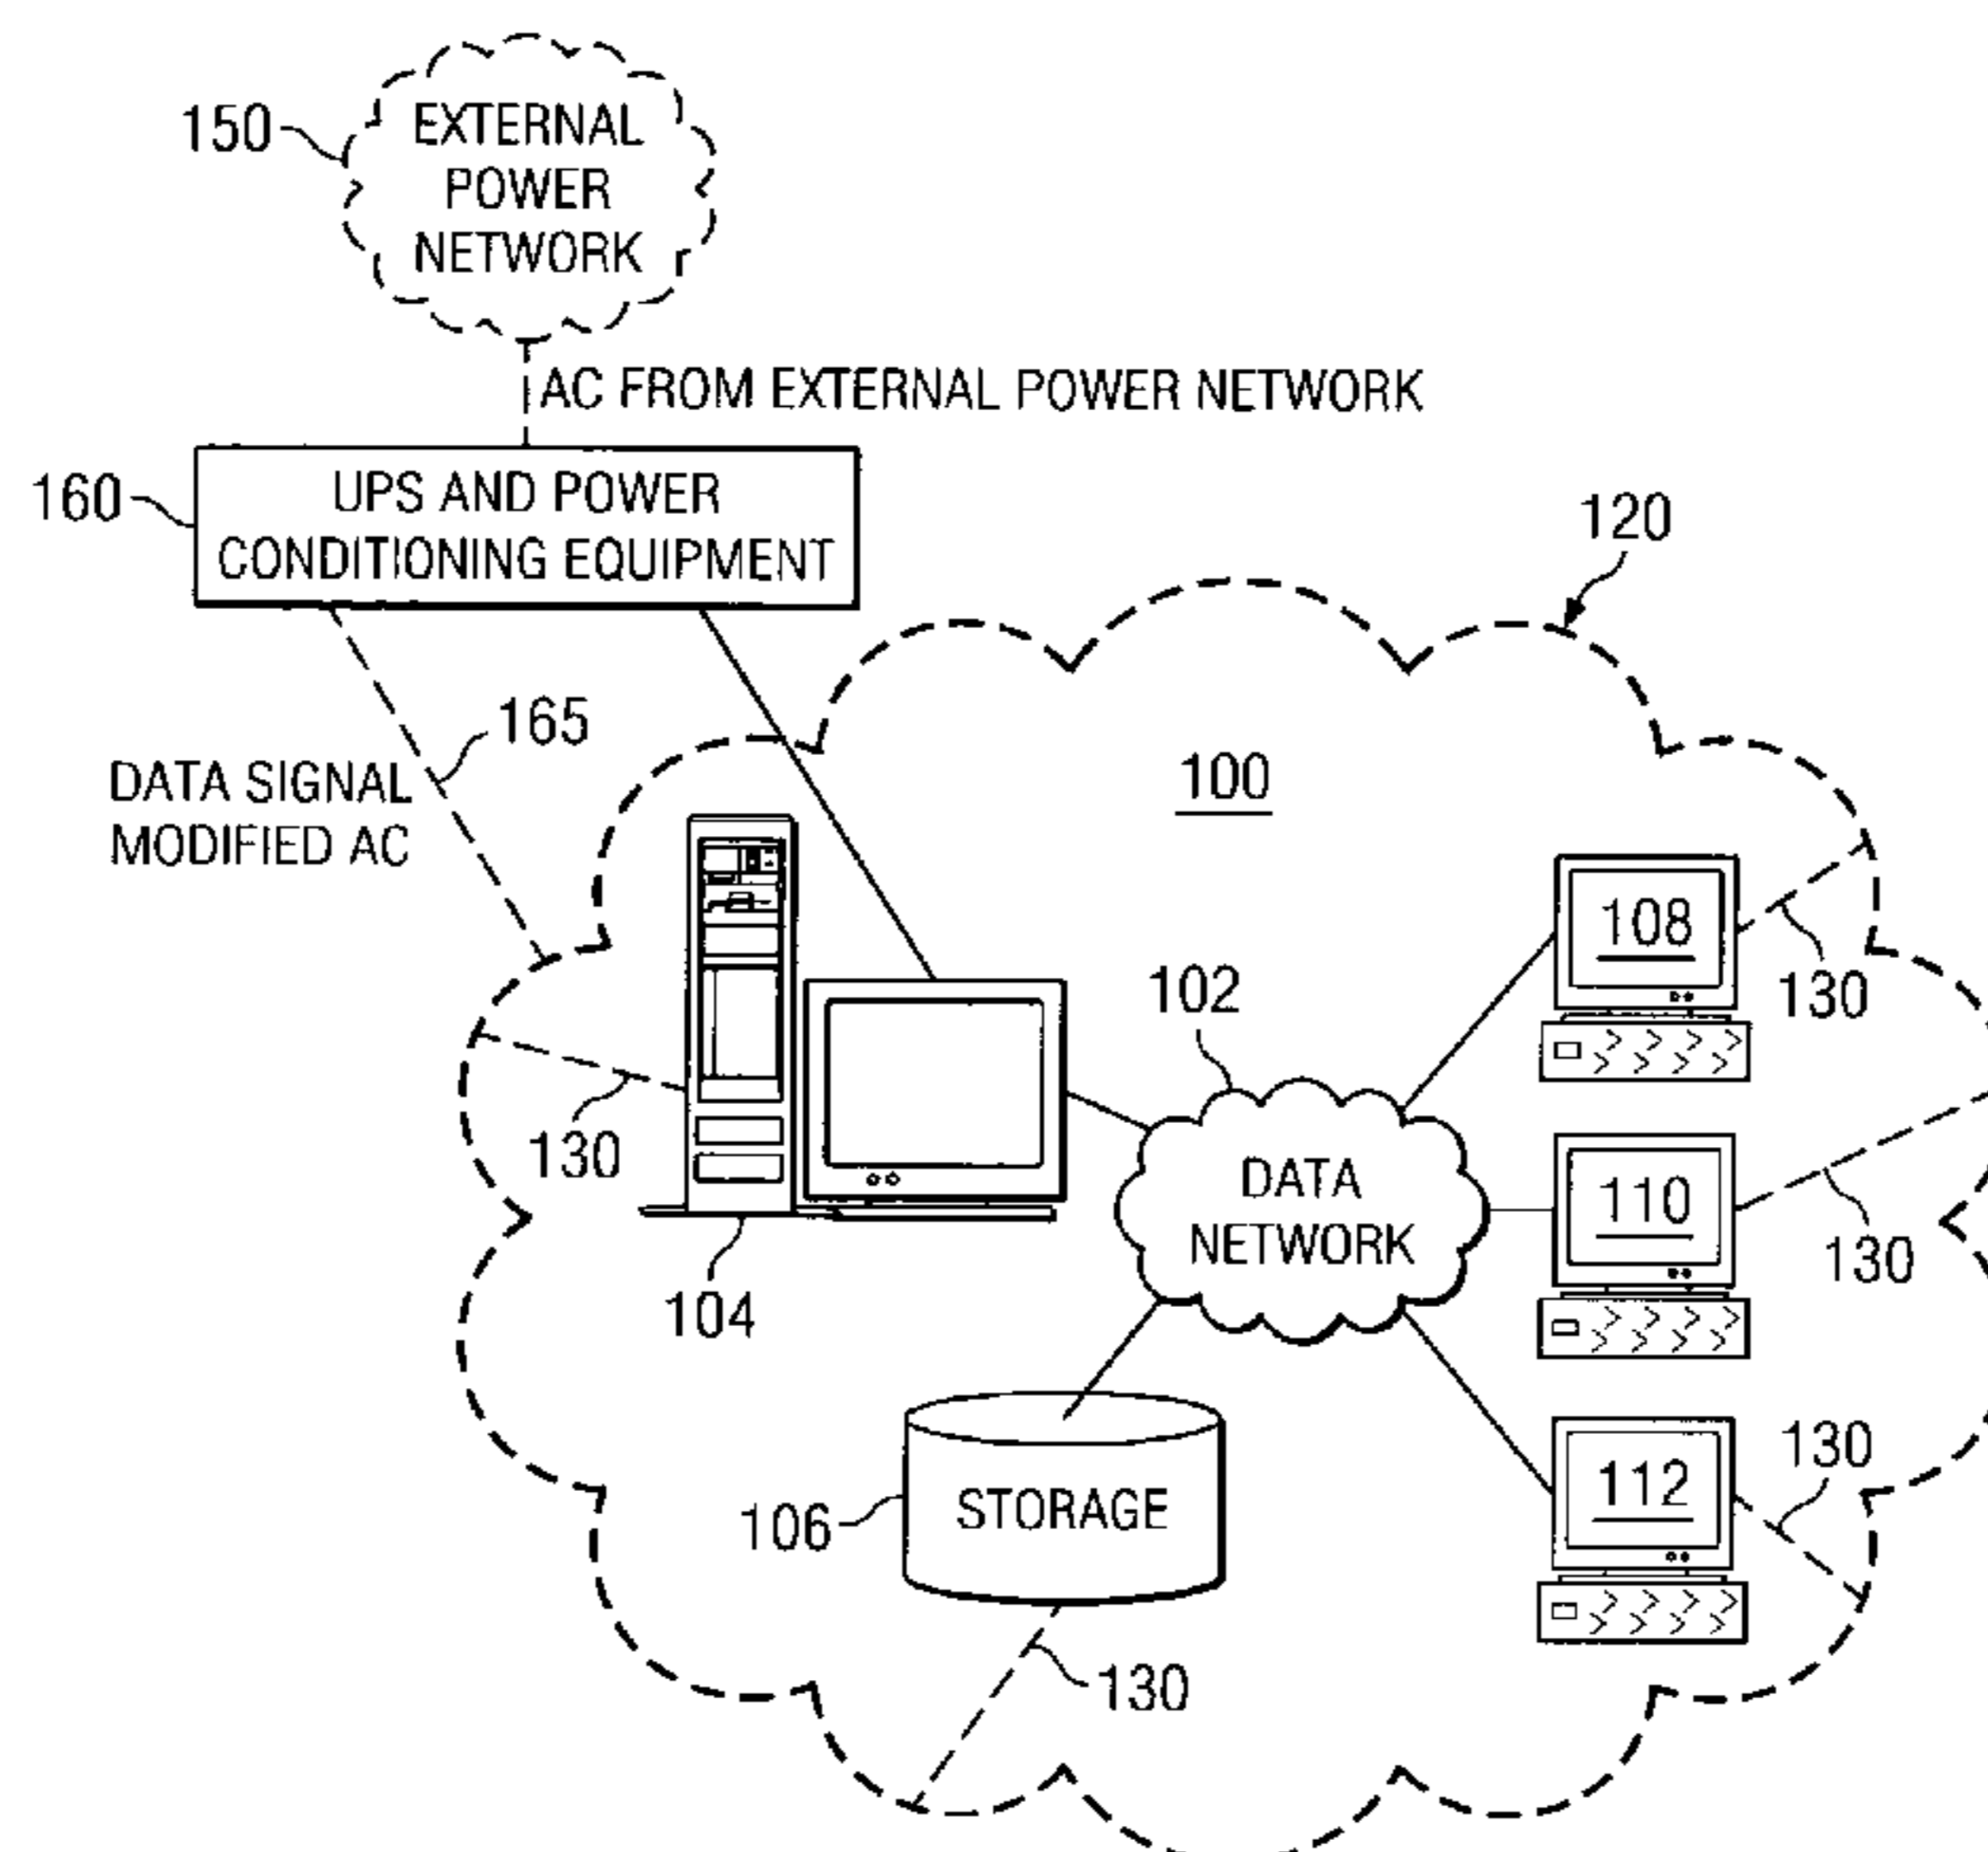 150
EXTERNAL
POWER
NETWORK
AC FROM EXTERNAL POWER NETWORK
160
UPS AND POWER
CONDITIONING EQUIPMENT
120
165
DATA SIGNAL
MODIFIED AC
100
108
130
102
130
DATA
NETWORK
110
130
104
106
STORAGE
112
130
130